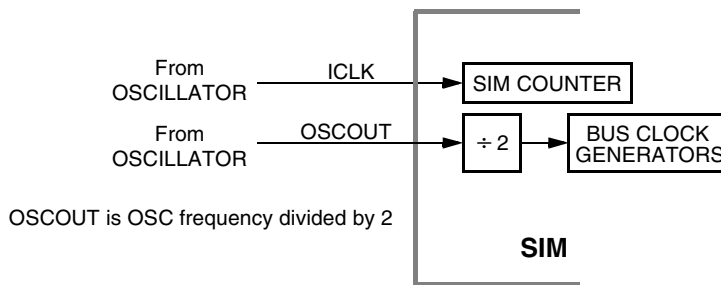 From
OSCILLATOR
ICLK
SIM COUNTER
From
OSCILLATOR
OSCOUT
÷ 2
BUS CLOCK
GENERATORS
OSCOUT is OSC frequency divided by 2
SIM